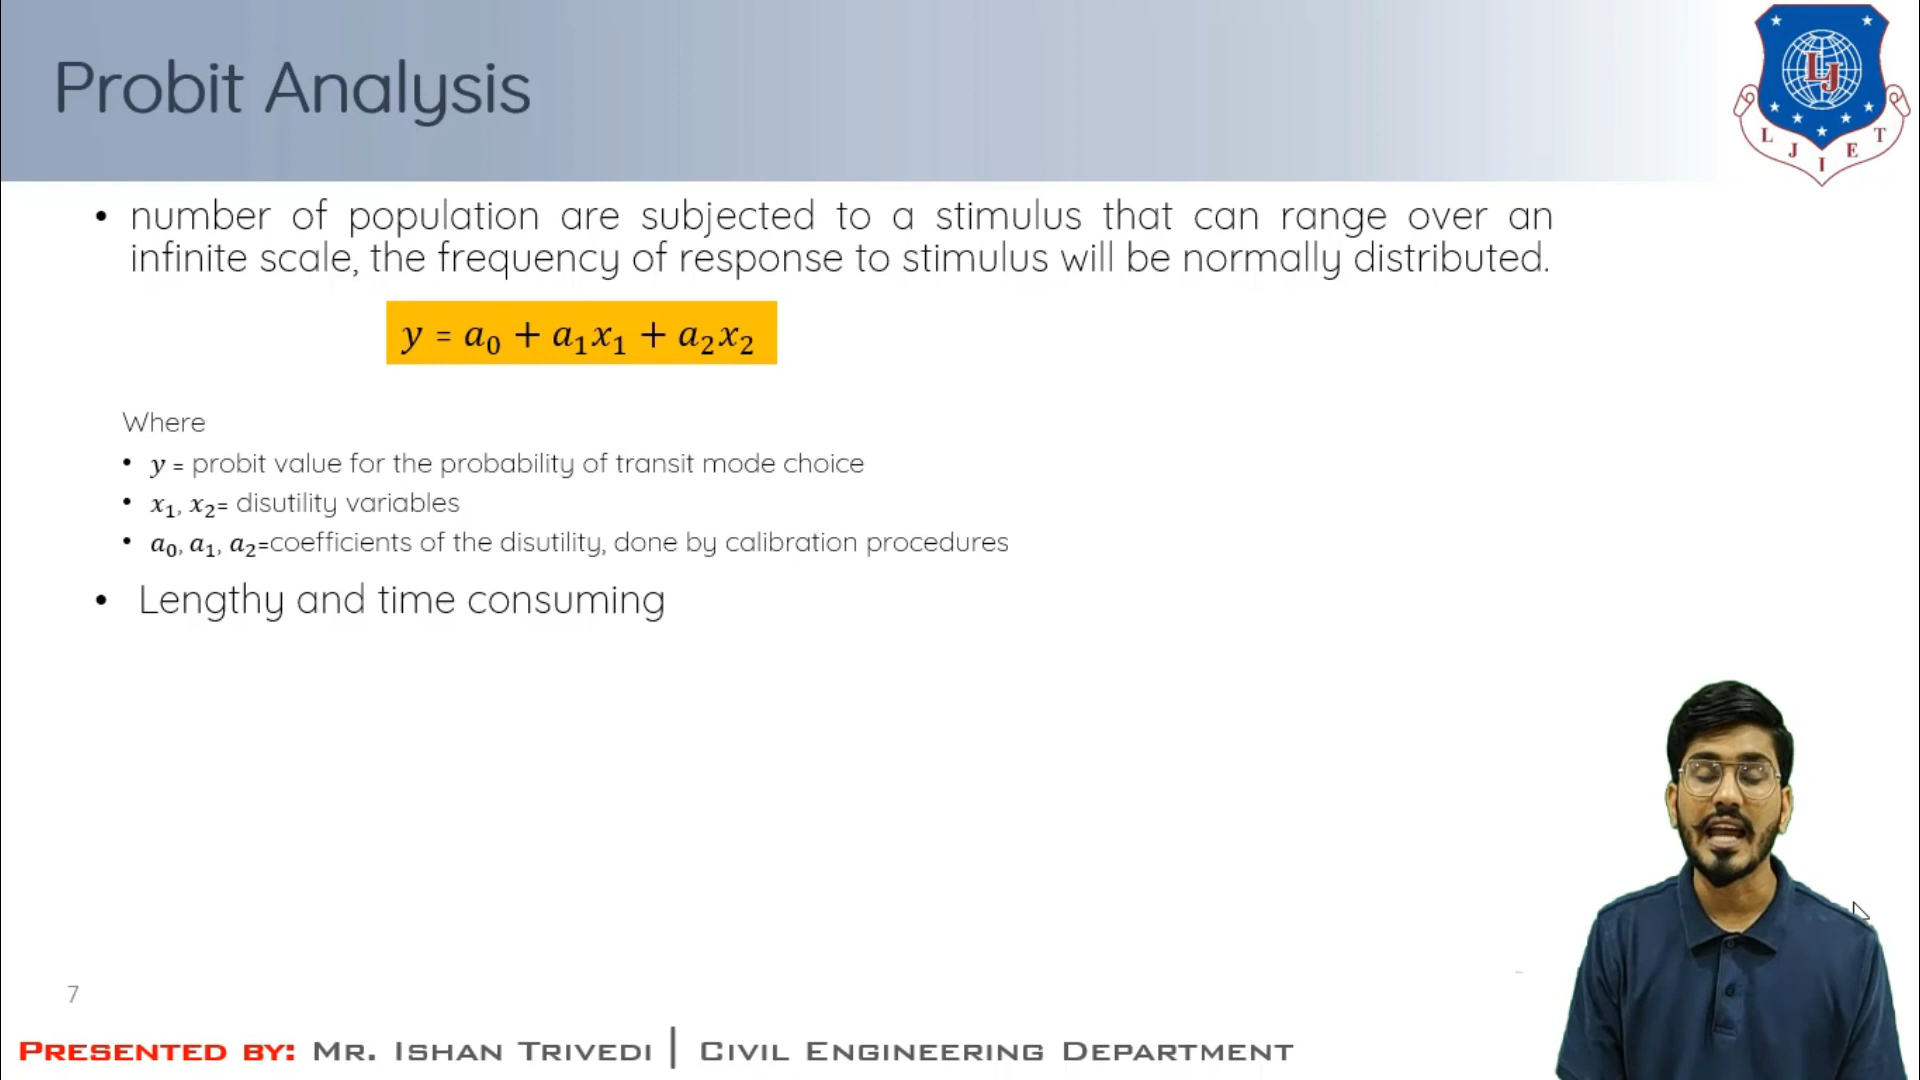 Probit Analysis
LJ
L J I E T
• number of population are subjected to a stimulus that can range over an
infinite scale, the frequency of response to stimulus will be normally distributed.
y = a₀ + a₁x₁ + a₂x₂
Where
• y = probit value for the probability of transit mode choice
• x₁, x₂= disutility variables
• a₀, a₁, a₂=coefficients of the disutility, done by calibration procedures
• Lengthy and time consuming
7
PRESENTED BY: MR. ISHAN TRIVEDI | CIVIL ENGINEERING DEPARTMENT